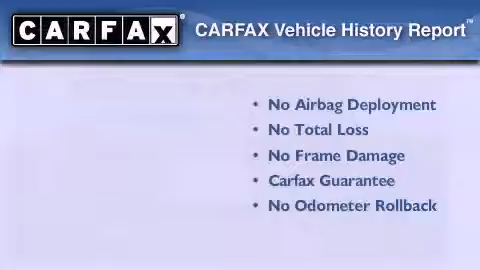 CARFAX® CARFAX Vehicle History Report™
• No Airbag Deployment
• No Total Loss
• No Frame Damage
• Carfax Guarantee
• No Odometer Rollback